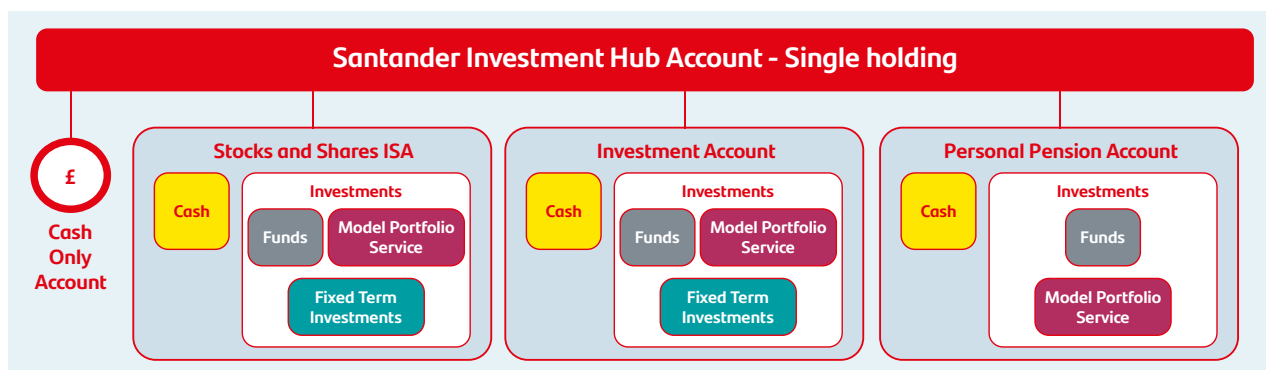 Santander Investment Hub Account - Single holding
£
Cash
Only
Account
Stocks and Shares ISA
Cash
Investments
Funds
Model Portfolio
Service
Fixed Term
Investments
Investment Account
Cash
Investments
Funds
Model Portfolio
Service
Fixed Term
Investments
Personal Pension Account
Cash
Investments
Funds
Model Portfolio
Service